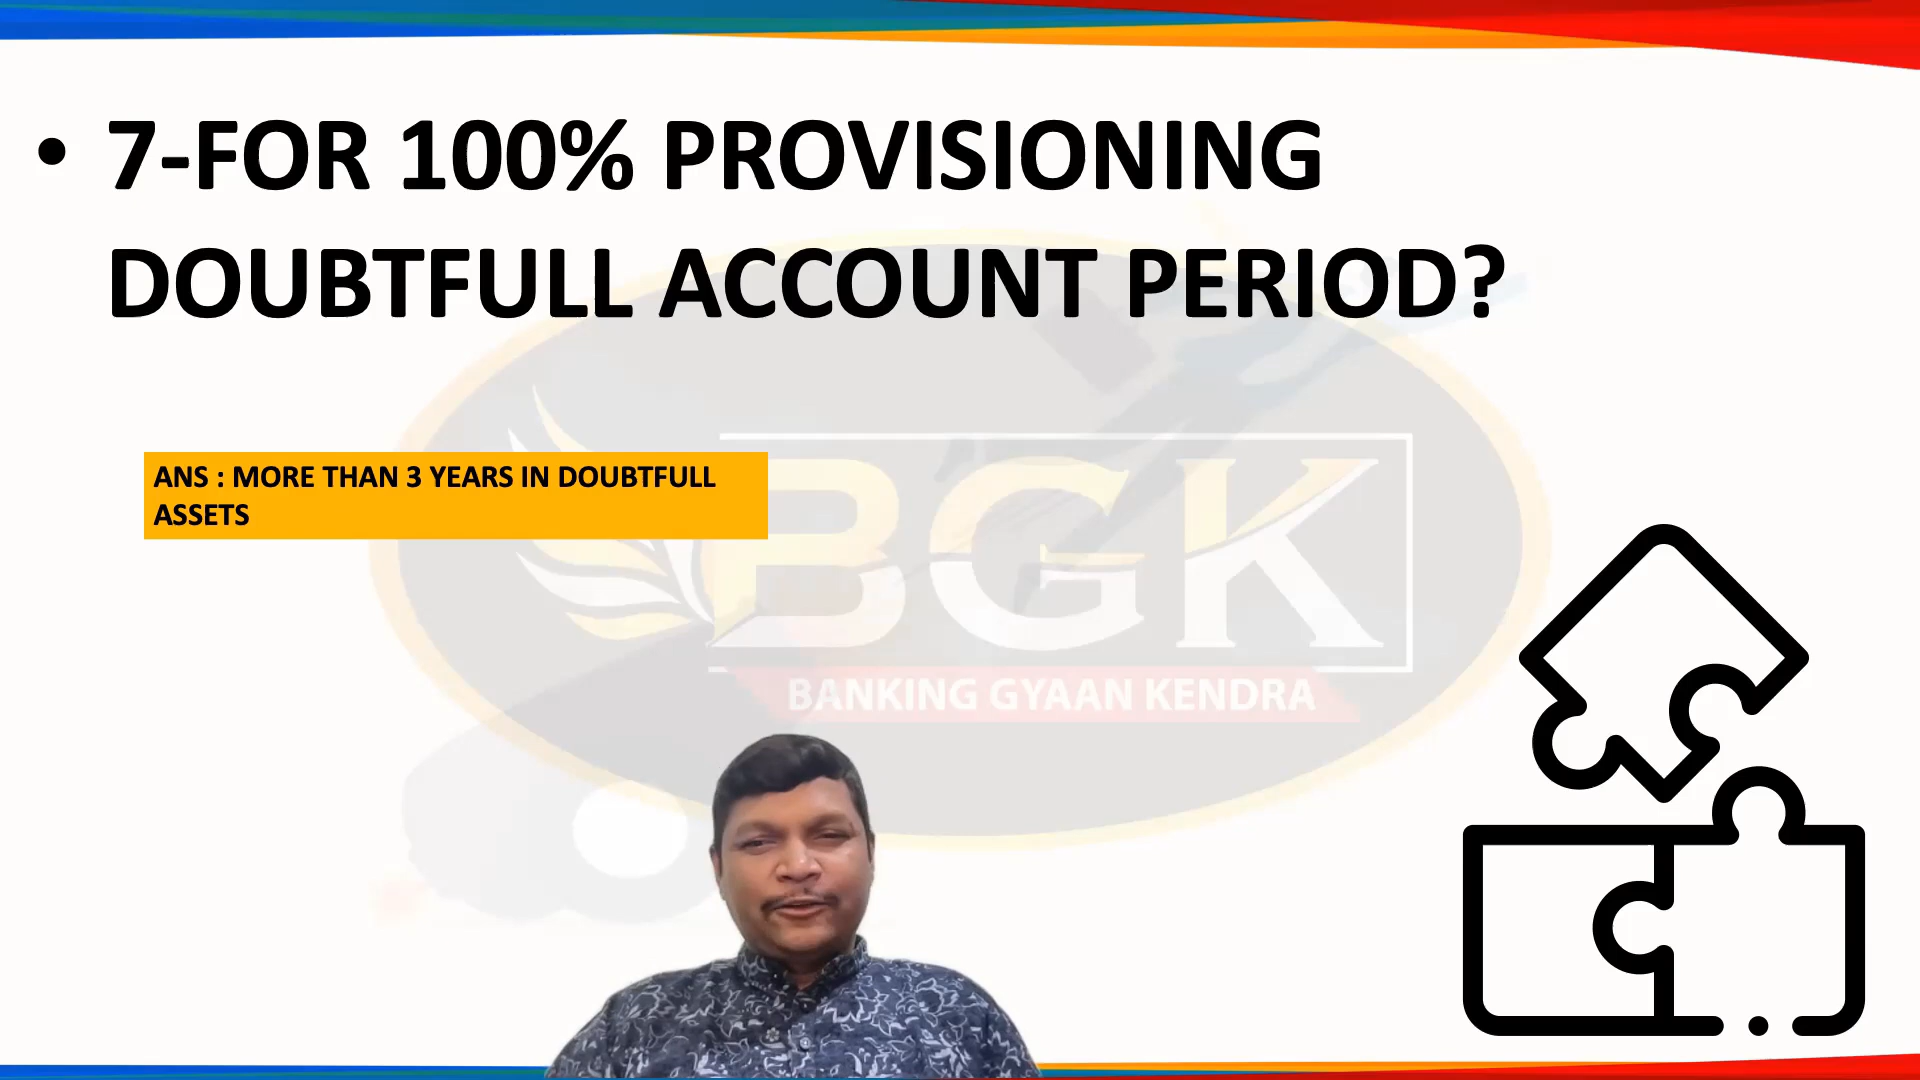 • 7-FOR 100% PROVISIONING
DOUBTFULL ACCOUNT PERIOD?
ANS : MORE THAN 3 YEARS IN DOUBTFULL
ASSETS
BGK
BANKING GYAAN KENDRA